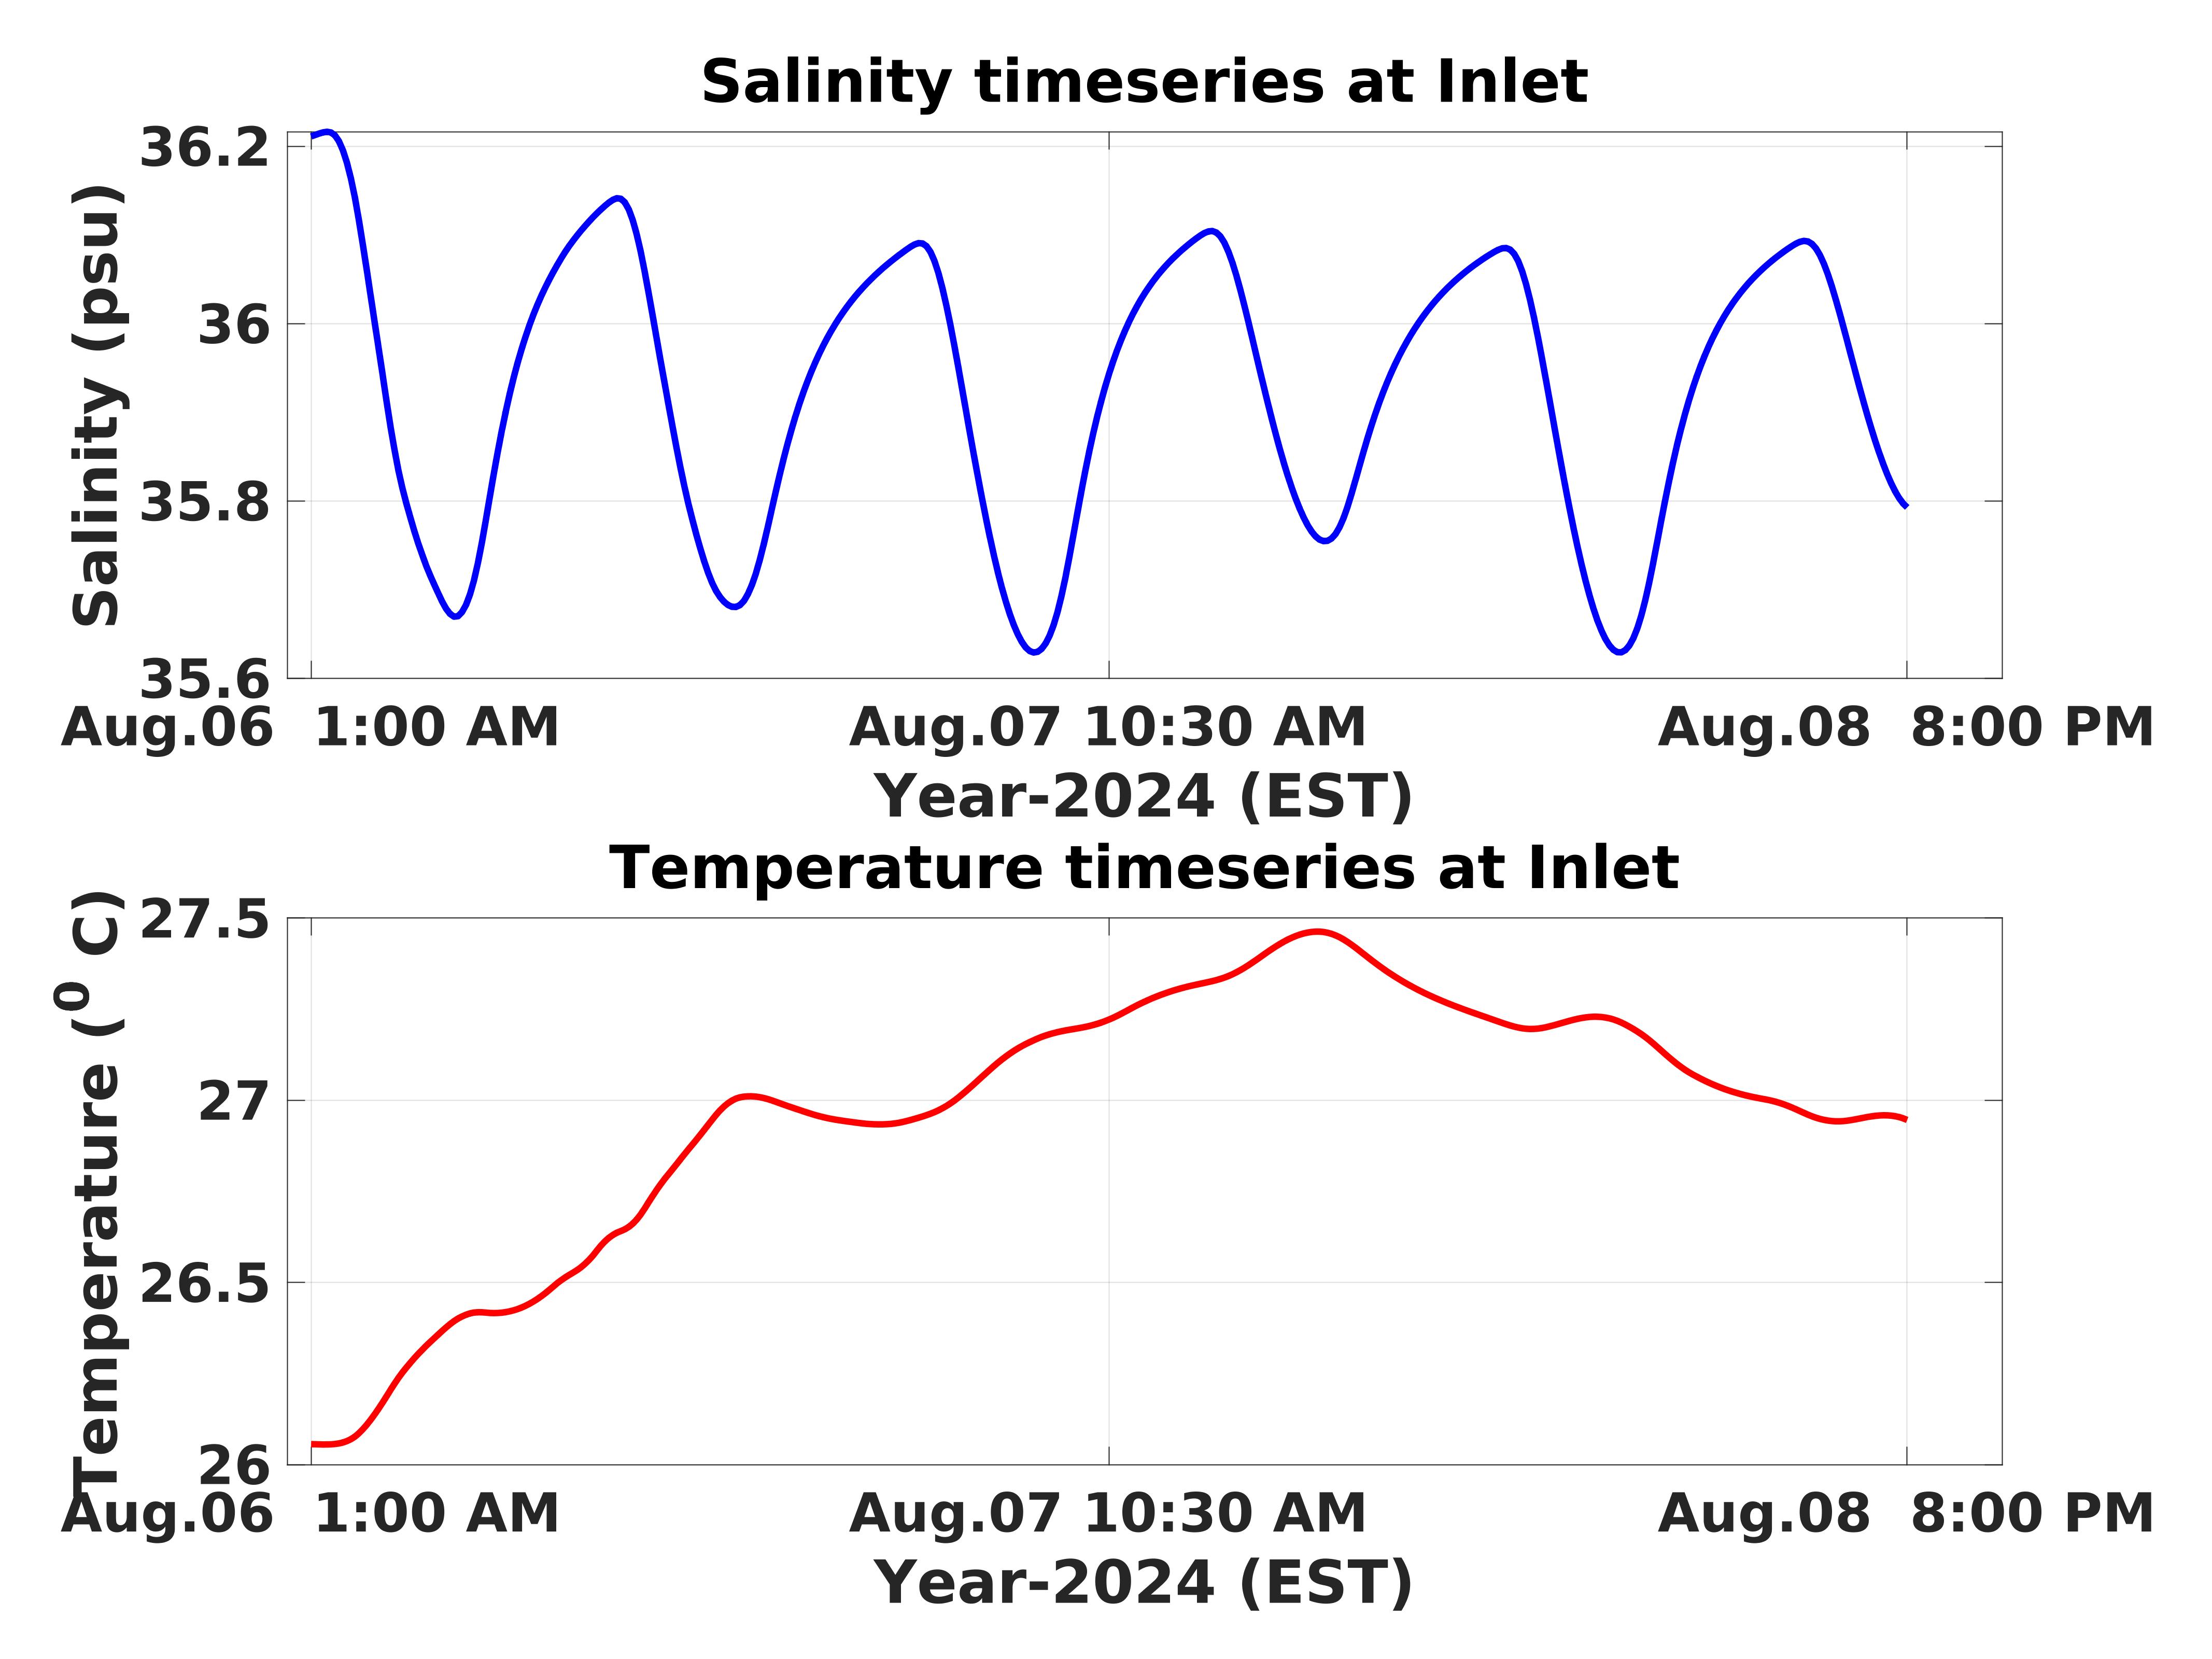 Salinity timeseries at Inlet
Salinity (psu)
36.2
36
35.8
35.6
Aug.06 1:00 AM Aug.07 10:30 AM Aug.08 8:00 PM
Year-2024 (EST)
Temperature timeseries at Inlet
Temperature (⁰ C)
27.5
27
26.5
26
Aug.06 1:00 AM Aug.07 10:30 AM Aug.08 8:00 PM
Year-2024 (EST)